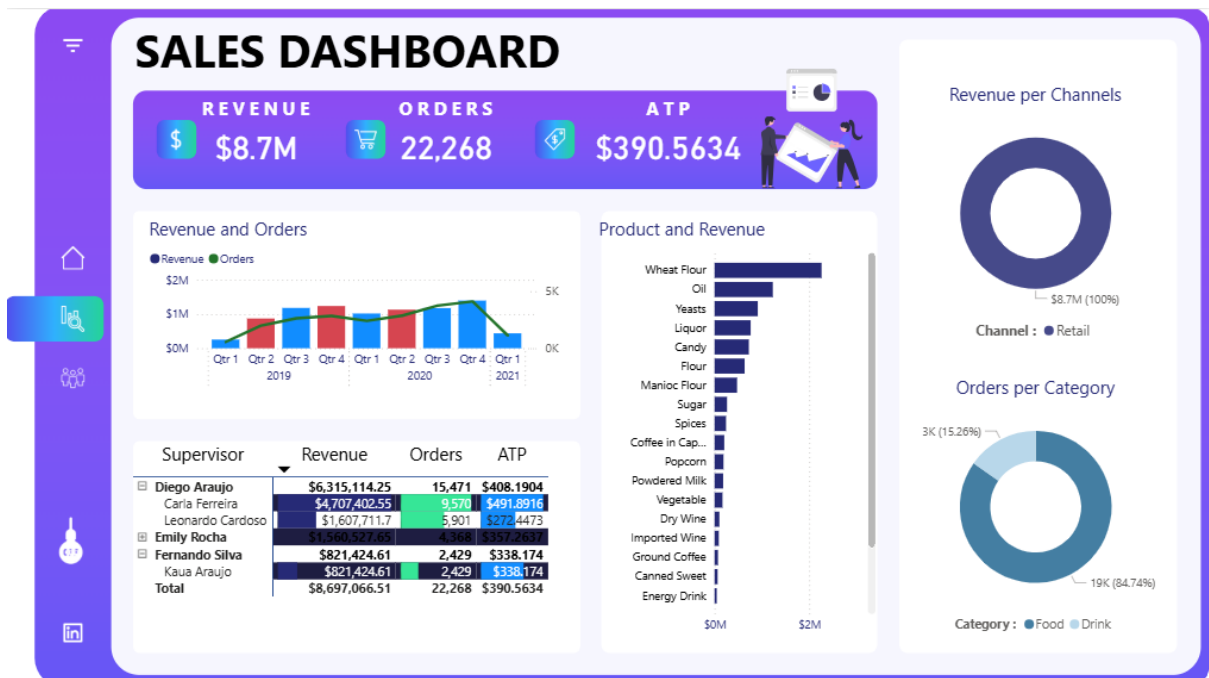 SALES DASHBOARD
REVENUE ORDERS ATP
$8.7M 22,268 $390.5634
Revenue and Orders
Revenue Orders
$2M
$1M
$0M
5K
0K
Qtr 1 Qtr 2 Qtr 3 Qtr 4 Qtr 1 Qtr 2 Qtr 3 Qtr 4 Qtr 1
2019 2020 2021
Supervisor Revenue Orders ATP
Diego Araujo $6,315,114.25 15,471 $408.1904
Carla Ferreira $4,707,402.55 9,570 $491.8916
Leonardo Cardoso $1,607,711.7 5,901 $272.4473
Emily Rocha $1,560,527.65 4,368 $357.2637
Fernando Silva $821,424.61 2,429 $338.174
Kaua Araujo $821,424.61 2,429 $338.174
Total $8,697,066.51 22,268 $390.5634
Product and Revenue
Wheat Flour
Oil
Yeasts
Liquor
Candy
Flour
Manioc Flour
Sugar
Spices
Coffee in Cap...
Popcorn
Powdered Milk
Vegetable
Dry Wine
Imported Wine
Ground Coffee
Canned Sweet
Energy Drink
$0M $2M
Revenue per Channels
$8.7M (100%)
Channel : Retail
Orders per Category
3K (15.26%)
19K (84.74%)
Category : Food Drink
in